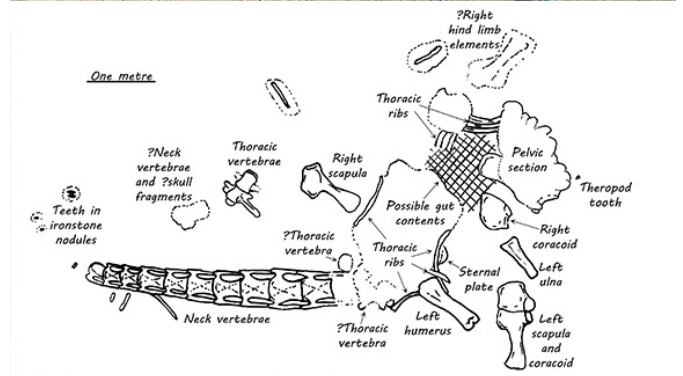 ?Right
hind limb
elements
One metre
Thoracic
ribs
?Neck
vertebrae
and ?skull
fragments
Thoracic
vertebrae
Right
scapula
Pelvic
section
Theropod
tooth
Teeth in
ironstone
nodules
Possible gut
contents
?Thoracic
vertebra
Thoracic
ribs
Right
coracoid
Sternal
plate
Left
ulna
Neck vertebrae
?Thoracic
vertebra
Left
humerus
Left
scapula
and
coracoid